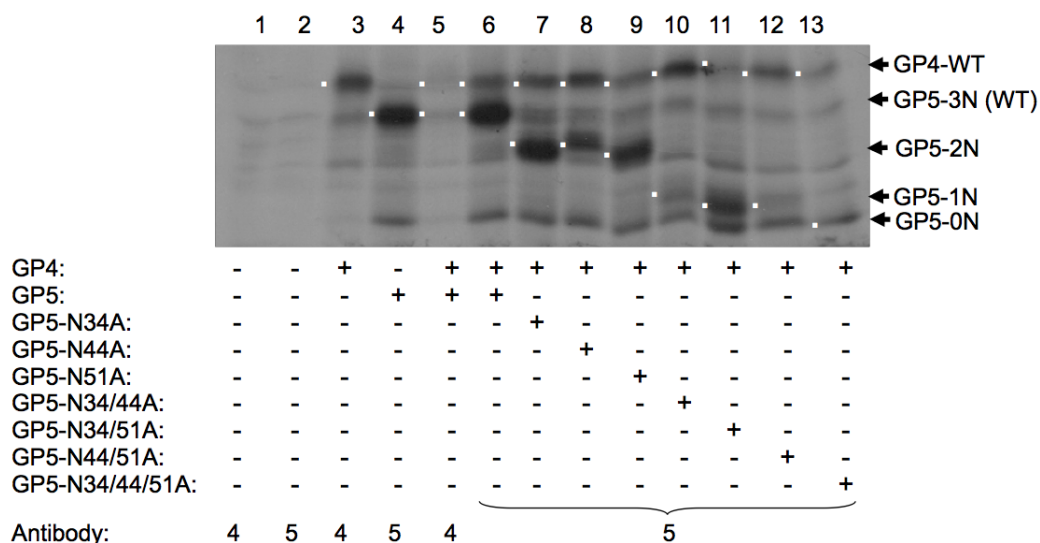 1 2 3 4 5 6 7 8 9 10 11 12 13
GP4-WT
GP5-3N (WT)
GP5-2N
GP5-1N
GP5-0N
GP4: - - + - + + + + + + + + +
GP5: - - - + + + - - - - - - -
GP5-N34A: - - - - - - + - - - - - -
GP5-N44A: - - - - - - - + - - - - -
GP5-N51A: - - - - - - - - + - - - -
GP5-N34/44A: - - - - - - - - - + - - -
GP5-N34/51A: - - - - - - - - - - + - -
GP5-N44/51A: - - - - - - - - - - - + -
GP5-N34/44/51A: - - - - - - - - - - - - +
Antibody: 4 5 4 5 4 5